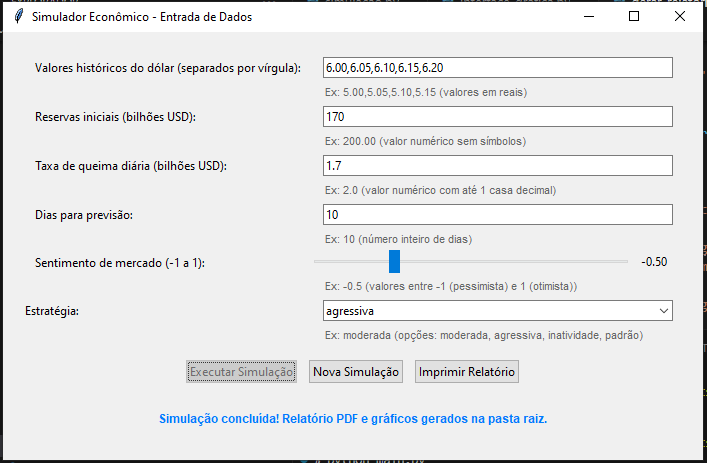 Simulador Econômico - Entrada de Dados
Valores históricos do dólar (separados por vírgula): 6.00,6.05,6.10,6.15,6.20
Ex: 5.00,5.05,5.10,5.15 (valores em reais)
Reservas iniciais (bilhões USD): 170
Ex: 200.00 (valor numérico sem símbolos)
Taxa de queima diária (bilhões USD): 1.7
Ex: 2.0 (valor numérico com até 1 casa decimal)
Dias para previsão: 10
Ex: 10 (número inteiro de dias)
Sentimento de mercado (-1 a 1): -0.50
Ex: -0.5 (valores entre -1 (pessimista) e 1 (otimista))
Estratégia: agressiva
Ex: moderada (opções: moderada, agressiva, inatividade, padrão)
Executar Simulação Nova Simulação Imprimir Relatório
Simulação concluída! Relatório PDF e gráficos gerados na pasta raiz.